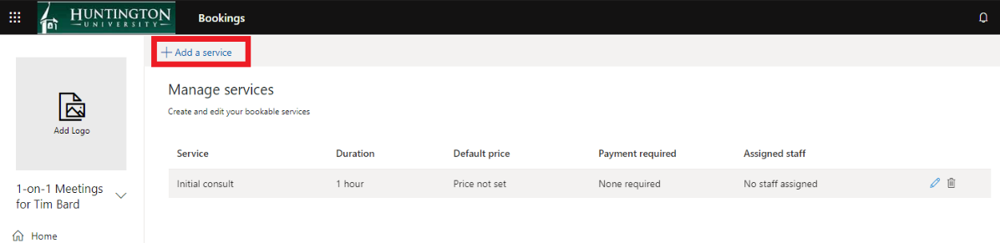 HUNTINGTON
UNIVERSITY
Bookings
Add a service
Add Logo
Manage services
Create and edit your bookable services
Service Duration Default price Payment required Assigned staff
Initial consult 1 hour Price not set None required No staff assigned
1-on-1 Meetings
for Tim Bard
Home